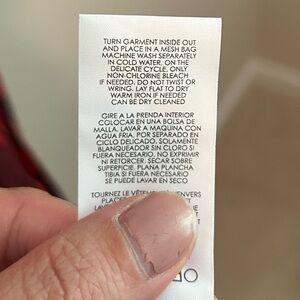 TURN GARMENT INSIDE OUT
AND PLACE IN A MESH BAG
MACHINE WASH SEPARATELY
IN COLD WATER, ON THE
DELICATE CYCLE. ONLY
NON-CHLORINE BLEACH
IF NEEDED. DO NOT TWIST OR
WRING. LAY FLAT TO DRY
WARM IRON IF NEEDED
CAN BE DRY CLEANED
GIRE A LA PRENDA INTERIOR
COLOCAR EN UNA BOLSA DE
MALLA. LAVAR A MAQUINA CON
AGUA FRIA, POR SEPARADO EN
CICLO DELICADO. SOLAMENTE
BLANQUEADOR SIN CLORO SI
FUERA NECESARIO. NO EXPRIMIR
NI RETORCER. SECAR SOBRE
SUPERFICIE. PLANA PLANCHA
TIBIA SI FUERA NECESARIO
SE PUEDE LAVAR EN SECO
TOURNEZ LE VÊTEM ENVERS
PLACE